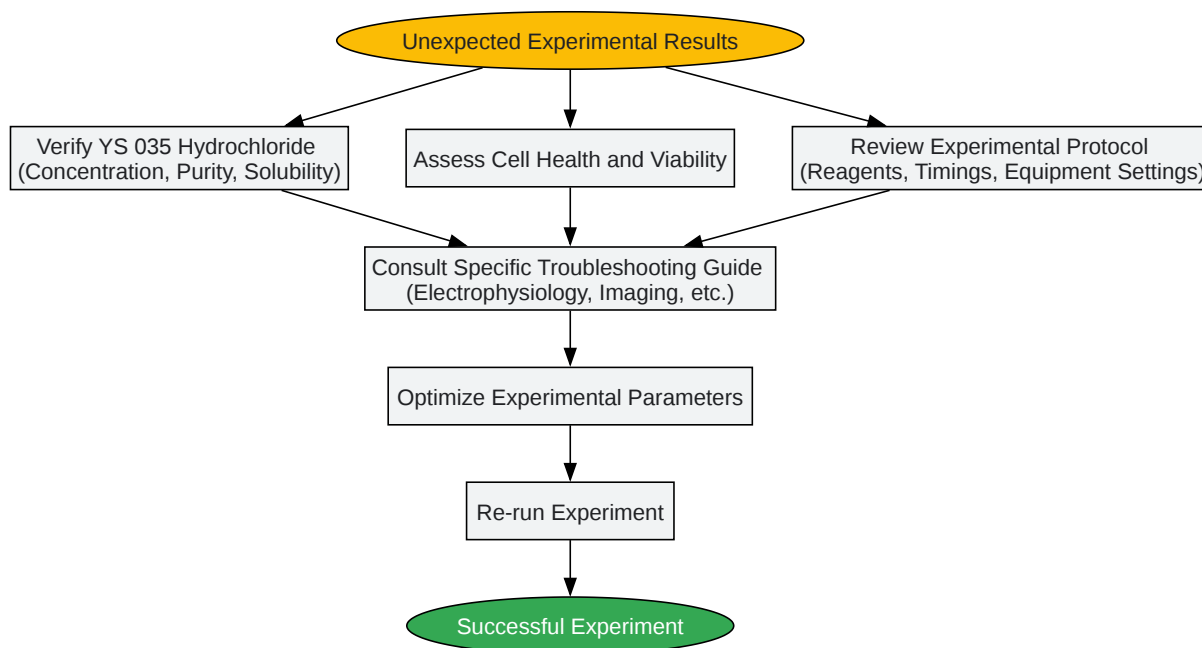 Unexpected Experimental Results
Verify YS 035 Hydrochloride
(Concentration, Purity, Solubility)
Assess Cell Health and Viability
Review Experimental Protocol
(Reagents, Timings, Equipment Settings)
Consult Specific Troubleshooting Guide
(Electrophysiology, Imaging, etc.)
Optimize Experimental Parameters
Re-run Experiment
Successful Experiment